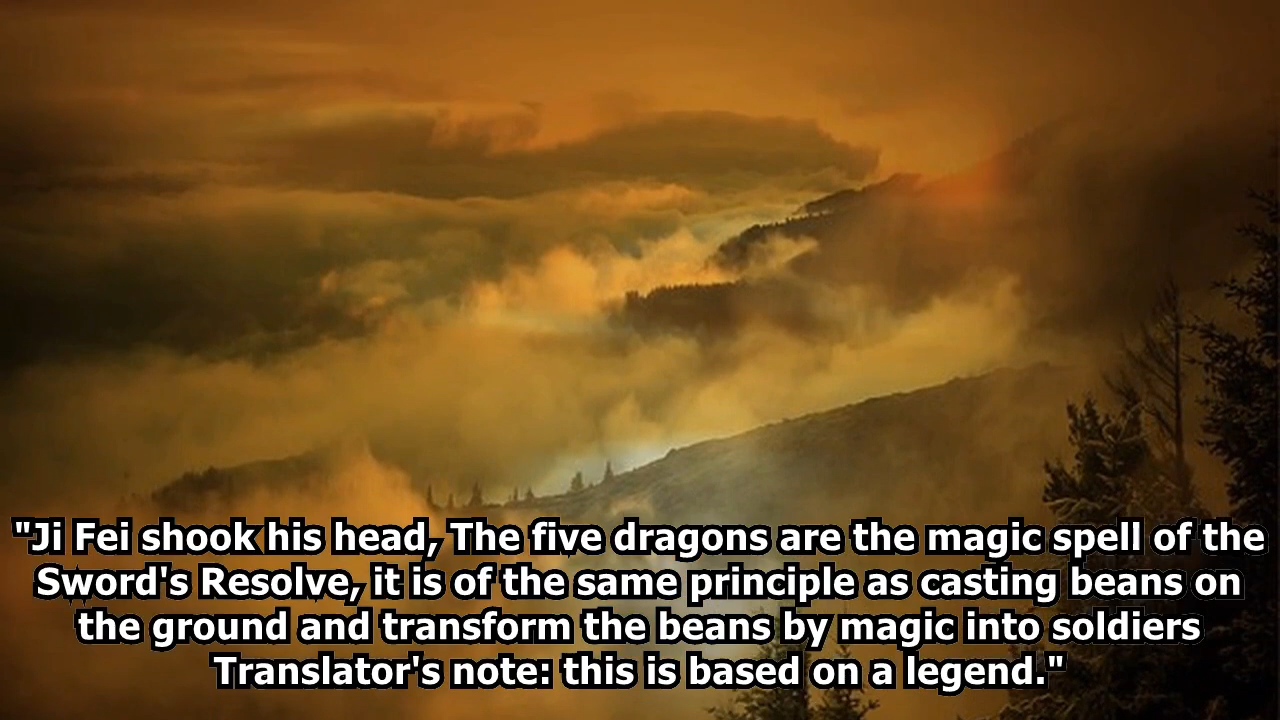 "Ji Fei shook his head, The five dragons are the magic spell of the
Sword's Resolve, it is of the same principle as casting beans on
the ground and transform the beans by magic into soldiers
Translator's note: this is based on a legend."